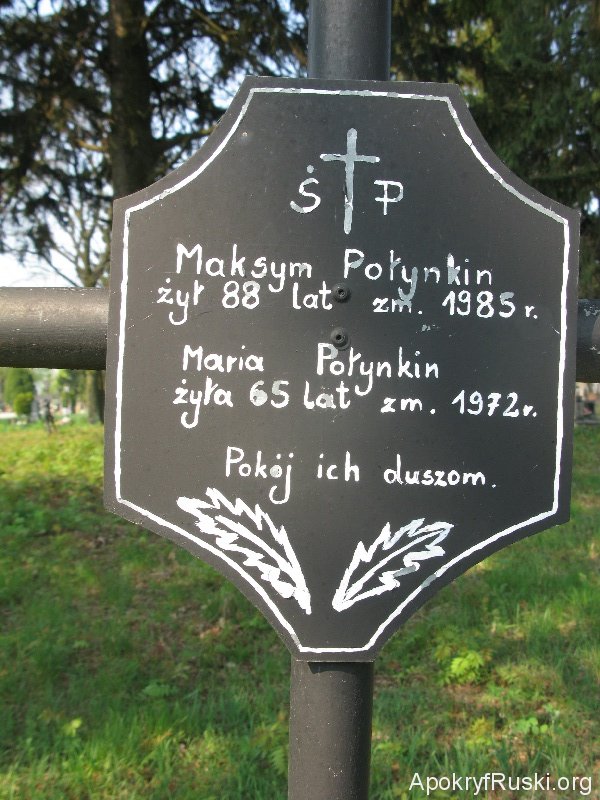 Ś P
Maksym Połynkin
żył 88 lat zm. 1985 r.
Maria Połynkin
żyła 65 lat zm. 1972 r.
Pokój ich duszom.
ApokryfRuski.org